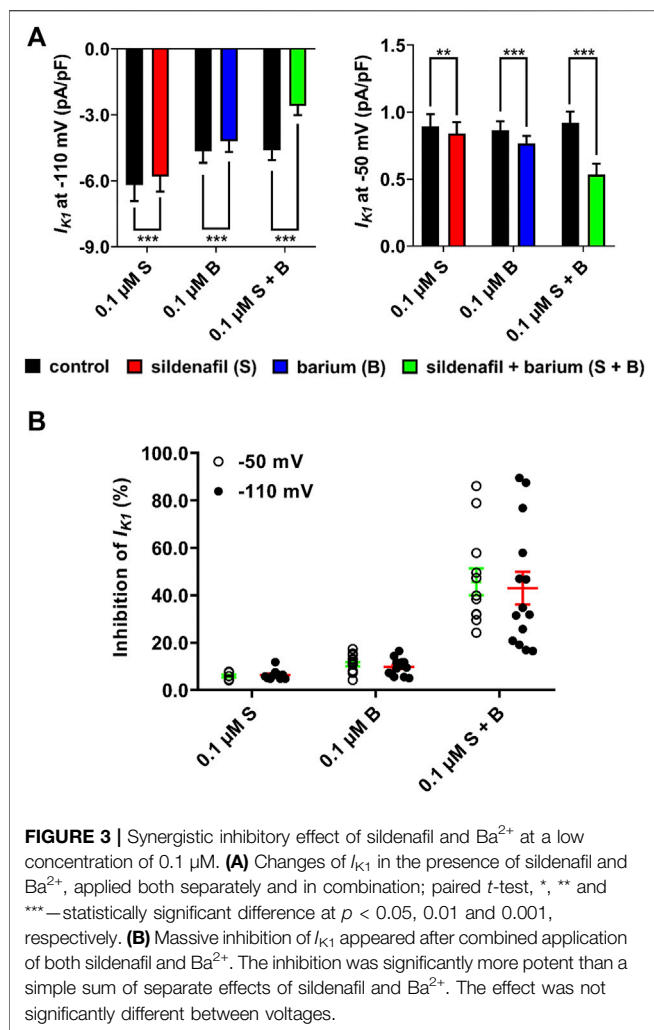 A
0.0
-3.0
-6.0
-9.0
I_K1 at -110 mV (pA/pF)
***
***
***
0.1 µM S
0.1 µM B
0.1 µM S + B
1.5
1.0
0.5
0.0
I_K1 at -50 mV (pA/pF)
**
***
***
0.1 µM S
0.1 µM B
0.1 µM S + B
control sildenafil (S) barium (B) sildenafil + barium (S + B)
B
100.0
80.0
60.0
40.0
20.0
0.0
Inhibition of I_K1 (%)
-50 mV
-110 mV
0.1 µM S
0.1 µM B
0.1 µM S + B
FIGURE 3 | Synergistic inhibitory effect of sildenafil and Ba²⁺ at a low
concentration of 0.1 µM. (A) Changes of I_K1 in the presence of sildenafil and
Ba²⁺, applied both separately and in combination; paired t-test, *, ** and
***—statistically significant difference at p < 0.05, 0.01 and 0.001,
respectively. (B) Massive inhibition of I_K1 appeared after combined application
of both sildenafil and Ba²⁺. The inhibition was significantly more potent than a
simple sum of separate effects of sildenafil and Ba²⁺. The effect was not
significantly different between voltages.